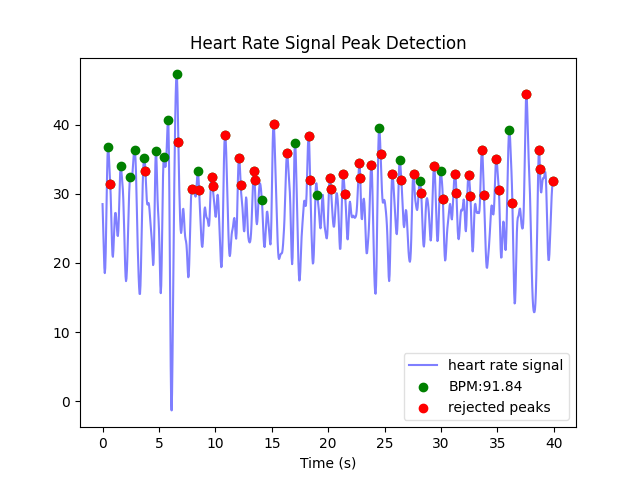 Heart Rate Signal Peak Detection
40
30
20
10
0
heart rate signal
BPM:91.84
rejected peaks
0 5 10 15 20 25 30 35 40
Time (s)